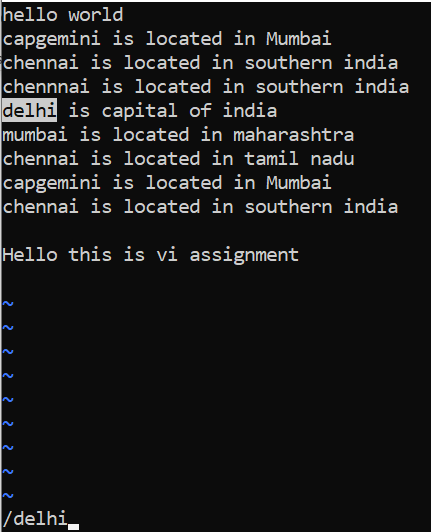 hello world
capgemini is located in Mumbai
chennai is located in southern india
chennnai is located in southern india
delhi is capital of india
mumbai is located in maharashtra
chennai is located in tamil nadu
capgemini is located in Mumbai
chennai is located in southern india
Hello this is vi assignment
~
~
~
~
~
~
~
~
~
/delhi